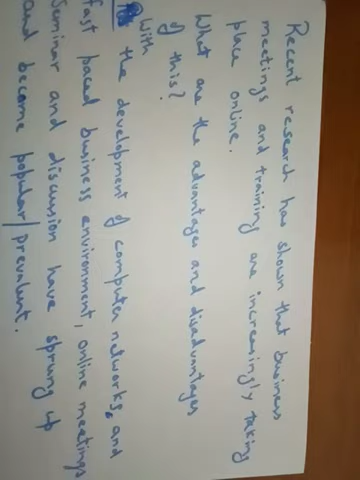 Recent research has shown that business
meetings and training are increasingly taking
place online.
What are the advantages and disadvantages
of this?
With the development of computer networks, and
fast paced business environment, online meetings
Seminar and discussion have sprung up
and become popular/prevalent.